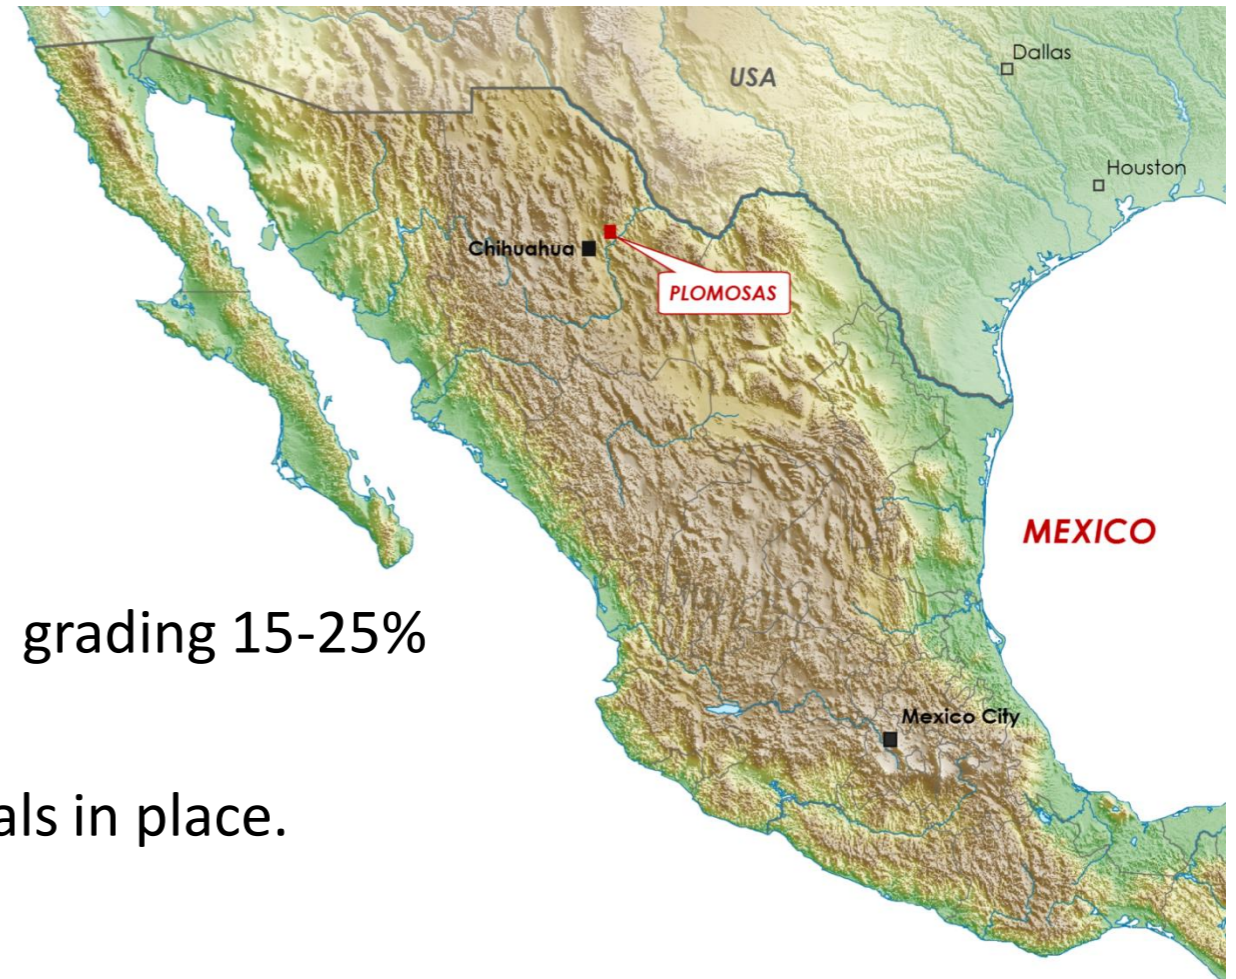 Dallas
USA
Houston
Chihuahua
PLOMOSAS
MEXICO
grading 15-25%
Mexico City
als in place.